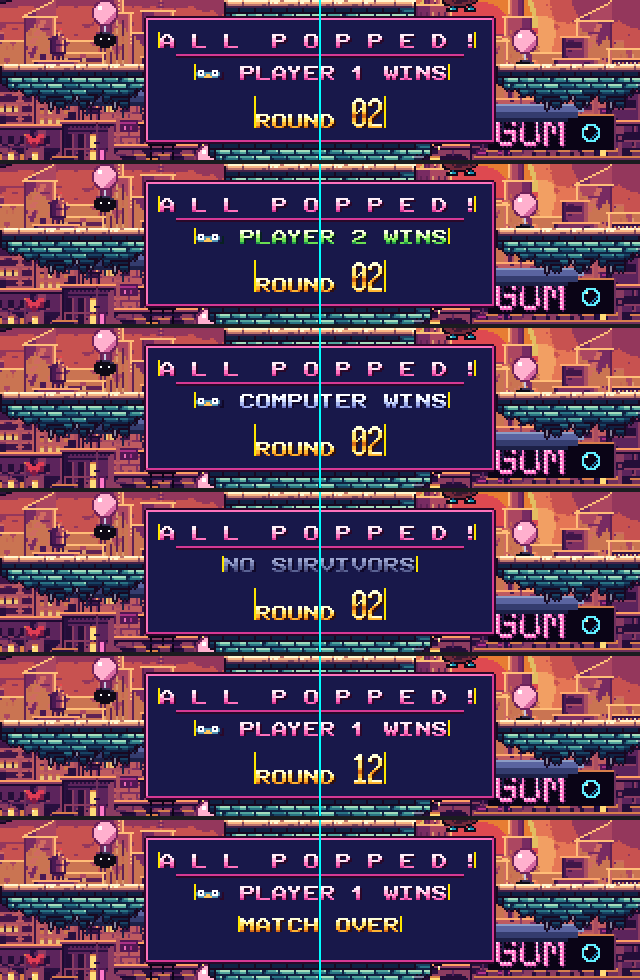 ALL POPPED!
PLAYER 1 WINS
ROUND 02
GUM
ALL POPPED!
PLAYER 2 WINS
ROUND 02
GUM
ALL POPPED!
COMPUTER WINS
ROUND 02
GUM
ALL POPPED!
NO SURVIVORS
ROUND 02
GUM
ALL POPPED!
PLAYER 1 WINS
ROUND 12
GUM
ALL POPPED!
PLAYER 1 WINS
MATCH OVER
GUM